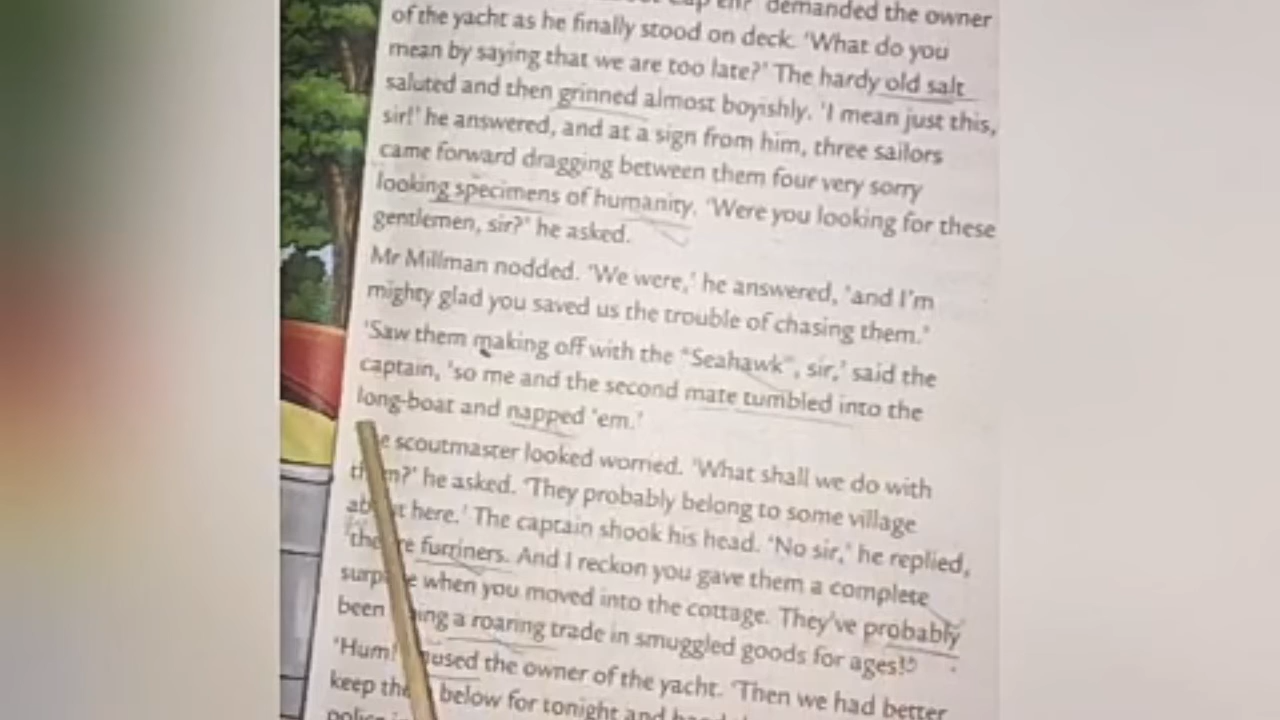 demanded the owner
of the yacht as he finally stood on deck. 'What do you
mean by saying that we are too late?' The hardy old salt
saluted and then grinned almost boyishly. 'I mean just this,
sir!' he answered, and at a sign from him, three sailors
came forward dragging between them four very sorry
looking specimens of humanity. 'Were you looking for these
gentlemen, sir?' he asked.
Mr Millman nodded. 'We were,' he answered, 'and I'm
mighty glad you saved us the trouble of chasing them.'
'Saw them making off with the "Seahawk", sir,' said the
captain, 'so me and the second mate tumbled into the
long-boat and napped 'em.'
scoutmaster looked worried. 'What shall we do with
he asked. 'They probably belong to some village
here.' The captain shook his head. 'No sir,' he replied,
furriners. And I reckon you gave them a complete
when you moved into the cottage. They've probably
been a roaring trade in smuggled goods for ages!'
'Hum!' the owner of the yacht. 'Then we had better
keep below for tonight and